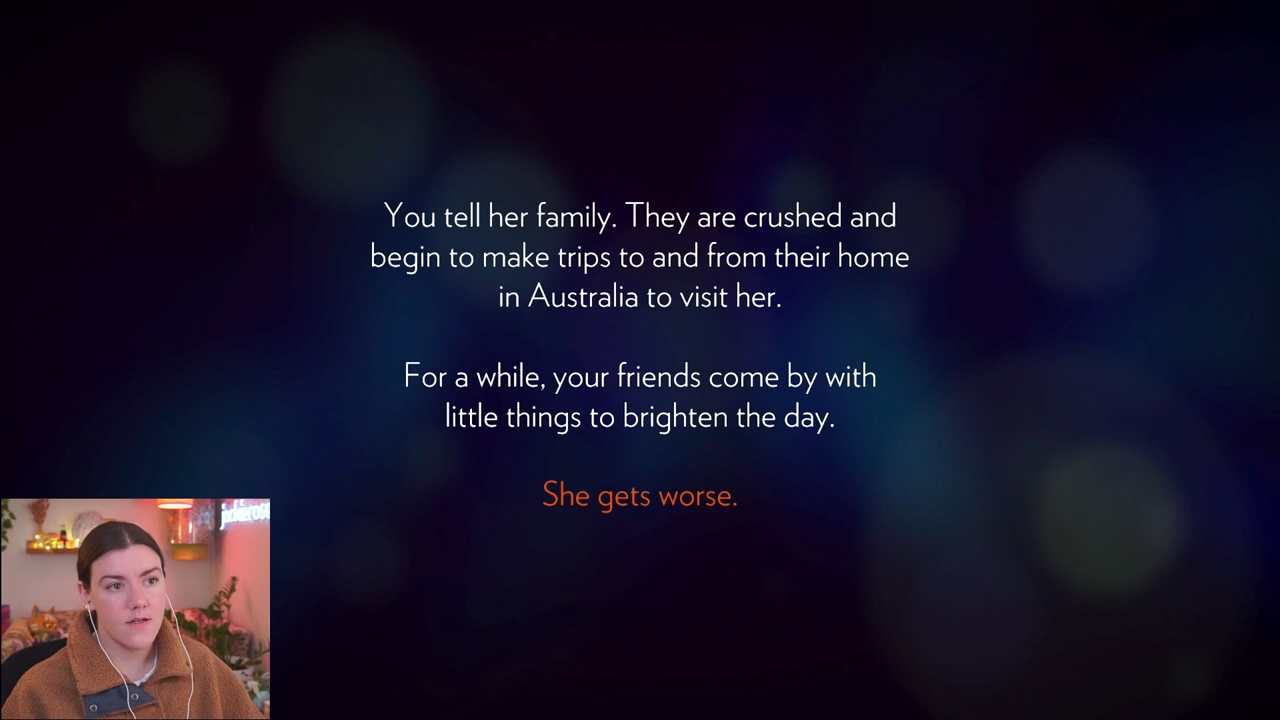 You tell her family. They are crushed and
begin to make trips to and from their home
in Australia to visit her.
For a while, your friends come by with
little things to brighten the day.
She gets worse.